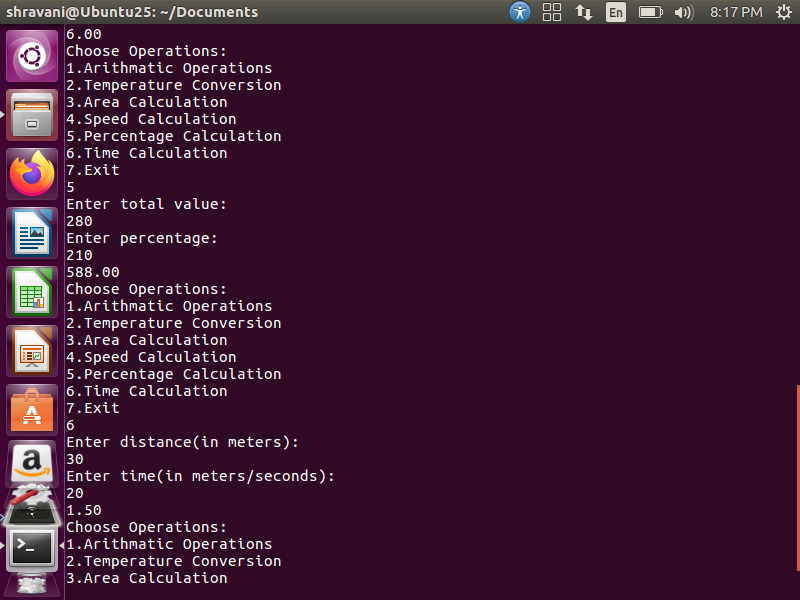 shravani@Ubuntu25: ~/Documents
En
8:17 PM
6.00
Choose Operations:
1.Arithmatic Operations
2.Temperature Conversion
3.Area Calculation
4.Speed Calculation
5.Percentage Calculation
6.Time Calculation
7.Exit
5
Enter total value:
280
Enter percentage:
210
588.00
Choose Operations:
1.Arithmatic Operations
2.Temperature Conversion
3.Area Calculation
4.Speed Calculation
5.Percentage Calculation
6.Time Calculation
7.Exit
6
Enter distance(in meters):
30
Enter time(in meters/seconds):
20
1.50
Choose Operations:
1.Arithmatic Operations
2.Temperature Conversion
3.Area Calculation